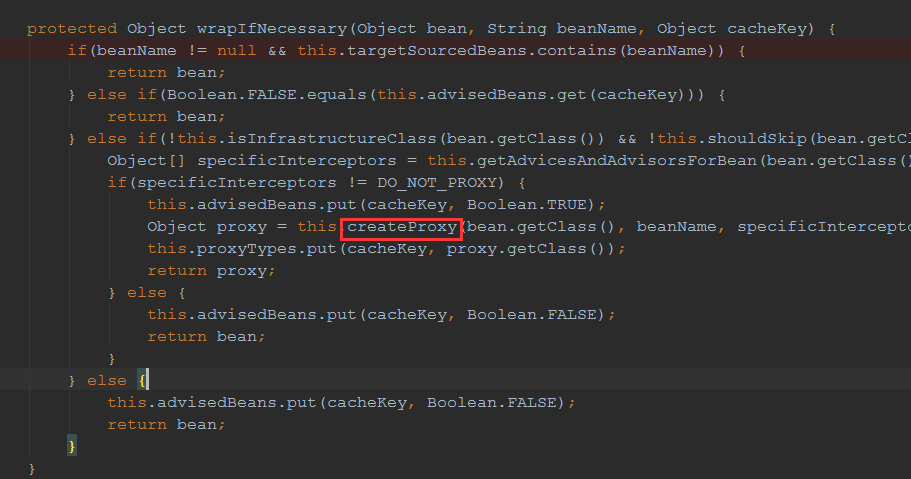 protected Object wrapIfNecessary(Object bean, String beanName, Object cacheKey) {
if(beanName != null && this.targetSourcedBeans.contains(beanName)) {
return bean;
} else if(Boolean.FALSE.equals(this.advisedBeans.get(cacheKey))) {
return bean;
} else if(!this.isInfrastructureClass(bean.getClass()) && !this.shouldSkip(bean.getCl
Object[] specificInterceptors = this.getAdvicesAndAdvisorsForBean(bean.getClass()
if(specificInterceptors != DO_NOT_PROXY) {
this.advisedBeans.put(cacheKey, Boolean.TRUE);
Object proxy = this createProxy(bean.getClass(), beanName, specificIntercepto
this.proxyTypes.put(cacheKey, proxy.getClass());
return proxy;
} else {
this.advisedBeans.put(cacheKey, Boolean.FALSE);
return bean;
}
} else {
this.advisedBeans.put(cacheKey, Boolean.FALSE);
return bean;
}
}